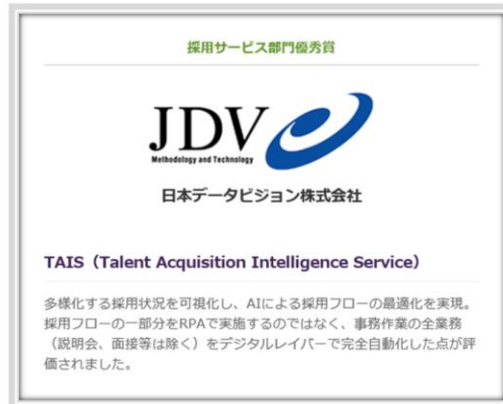 採用サービス部門優秀賞
JDV
Methodology and Technology
日本データビジョン株式会社
TAIS（Talent Acquisition Intelligence Service）
多様化する採用状況を可視化し、AIによる採用フローの最適化を実現。
採用フローの一部分をRPAで実施するのではなく、事務作業の全業務
（説明会、面接等は除く）をデジタルレイバーで完全自動化した点が評
価されました。